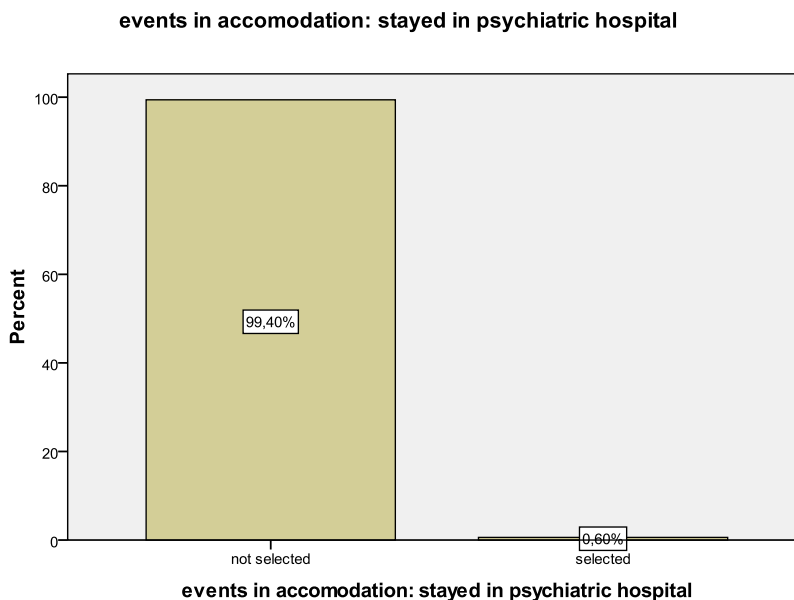 events in accomodation: stayed in psychiatric hospital
100
80
60
40
20
0
Percent
99,40%
0,60%
not selected
selected
events in accomodation: stayed in psychiatric hospital